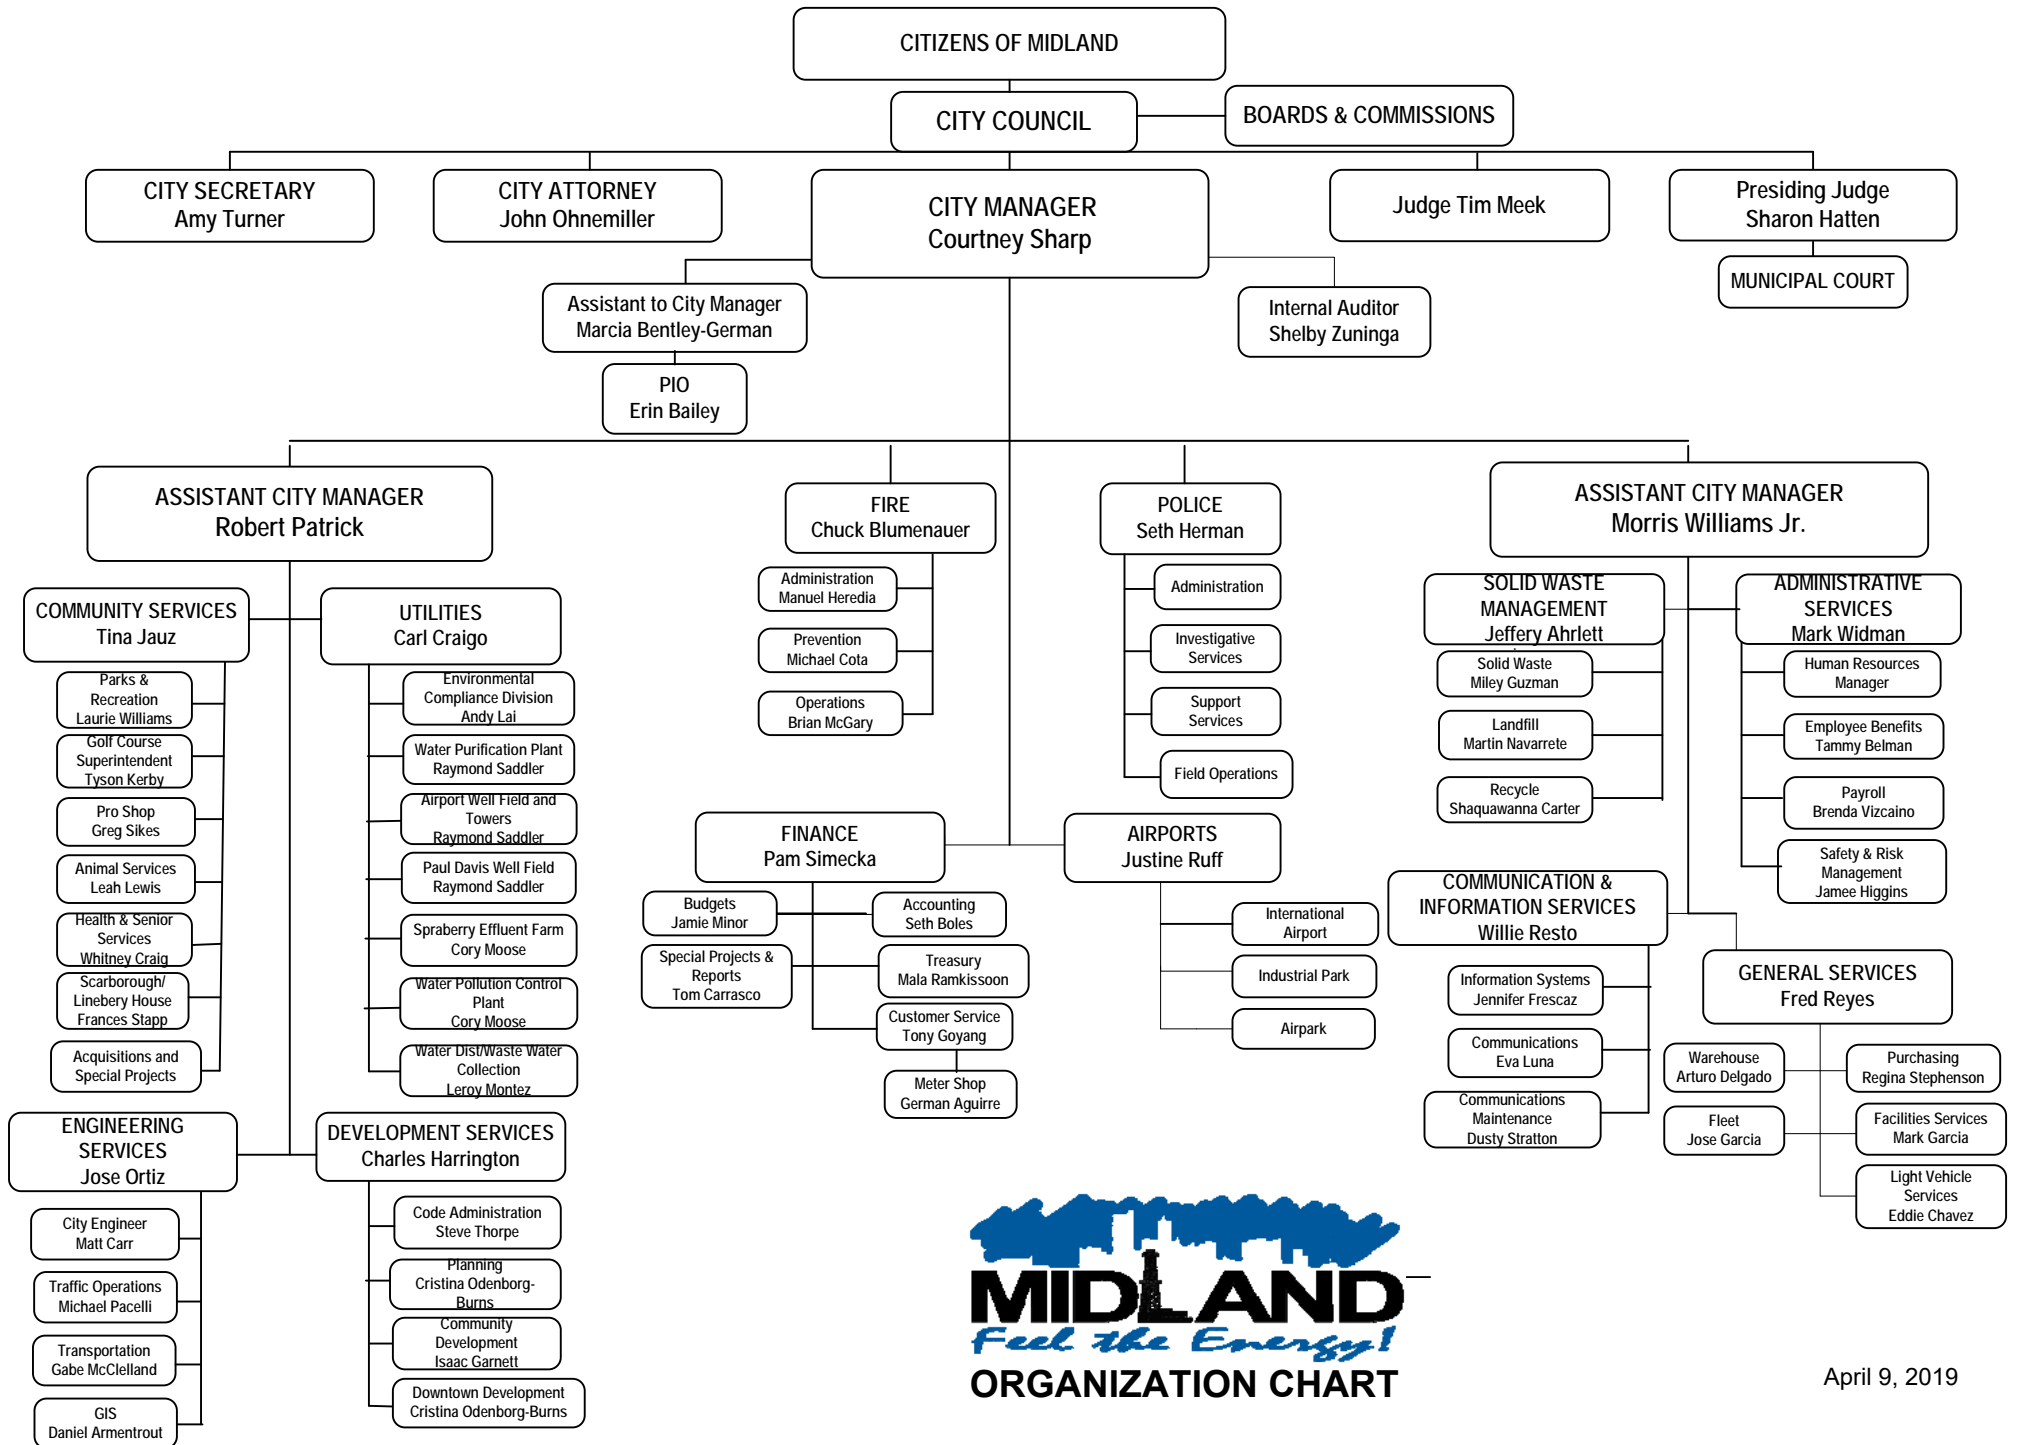 CITIZENS OF MIDLAND
CITY COUNCIL
BOARDS & COMMISSIONS
CITY SECRETARY
Amy Turner
CITY ATTORNEY
John Ohnemiller
CITY MANAGER
Courtney Sharp
Judge Tim Meek
Presiding Judge
Sharon Hatten
MUNICIPAL COURT
Assistant to City Manager
Marcia Bentley-German
Internal Auditor
Shelby Zuninga
PIO
Erin Bailey
ASSISTANT CITY MANAGER
Robert Patrick
FIRE
Chuck Blumenauer
POLICE
Seth Herman
ASSISTANT CITY MANAGER
Morris Williams Jr.
COMMUNITY SERVICES
Tina Jauz
Parks &
Recreation
Laurie Williams
Golf Course
Superintendent
Tyson Kerby
Pro Shop
Greg Sikes
Animal Services
Leah Lewis
Health & Senior
Services
Whitney Craig
Scarborough/
Linebery House
Frances Stapp
Acquisitions and
Special Projects
UTILITIES
Carl Craigo
Environmental
Compliance Division
Andy Lai
Water Purification Plant
Raymond Saddler
Airport Well Field and
Towers
Raymond Saddler
Paul Davis Well Field
Raymond Saddler
Spraberry Effluent Farm
Cory Moose
Water Pollution Control
Plant
Cory Moose
Water Dist/Waste Water
Collection
Leroy Montez
ENGINEERING
SERVICES
Jose Ortiz
City Engineer
Matt Carr
Traffic Operations
Michael Pacelli
Transportation
Gabe McClelland
GIS
Daniel Armentrout
DEVELOPMENT SERVICES
Charles Harrington
Code Administration
Steve Thorpe
Planning
Cristina Odenborg-
Burns
Community
Development
Isaac Garnett
Downtown Development
Cristina Odenborg-Burns
Administration
Manuel Heredia
Prevention
Michael Cota
Operations
Brian McGary
Administration
Investigative
Services
Support
Services
Field Operations
FINANCE
Pam Simecka
Budgets
Jamie Minor
Accounting
Seth Boles
Special Projects &
Reports
Tom Carrasco
Treasury
Mala Ramkissoon
Customer Service
Tony Goyang
Meter Shop
German Aguirre
AIRPORTS
Justine Ruff
International
Airport
Industrial Park
Airpark
SOLID WASTE
MANAGEMENT
Jeffery Ahrlett
Solid Waste
Miley Guzman
Landfill
Martin Navarrete
Recycle
Shaquawanna Carter
ADMINISTRATIVE
SERVICES
Mark Widman
Human Resources
Manager
Employee Benefits
Tammy Belman
Payroll
Brenda Vizcaino
Safety & Risk
Management
Jamee Higgins
COMMUNICATION &
INFORMATION SERVICES
Willie Resto
Information Systems
Jennifer Frescaz
Communications
Eva Luna
Communications
Maintenance
Dusty Stratton
GENERAL SERVICES
Fred Reyes
Warehouse
Arturo Delgado
Purchasing
Regina Stephenson
Fleet
Jose Garcia
Facilities Services
Mark Garcia
Light Vehicle
Services
Eddie Chavez
MIDLAND
Feel the Energy!
ORGANIZATION CHART
April 9, 2019